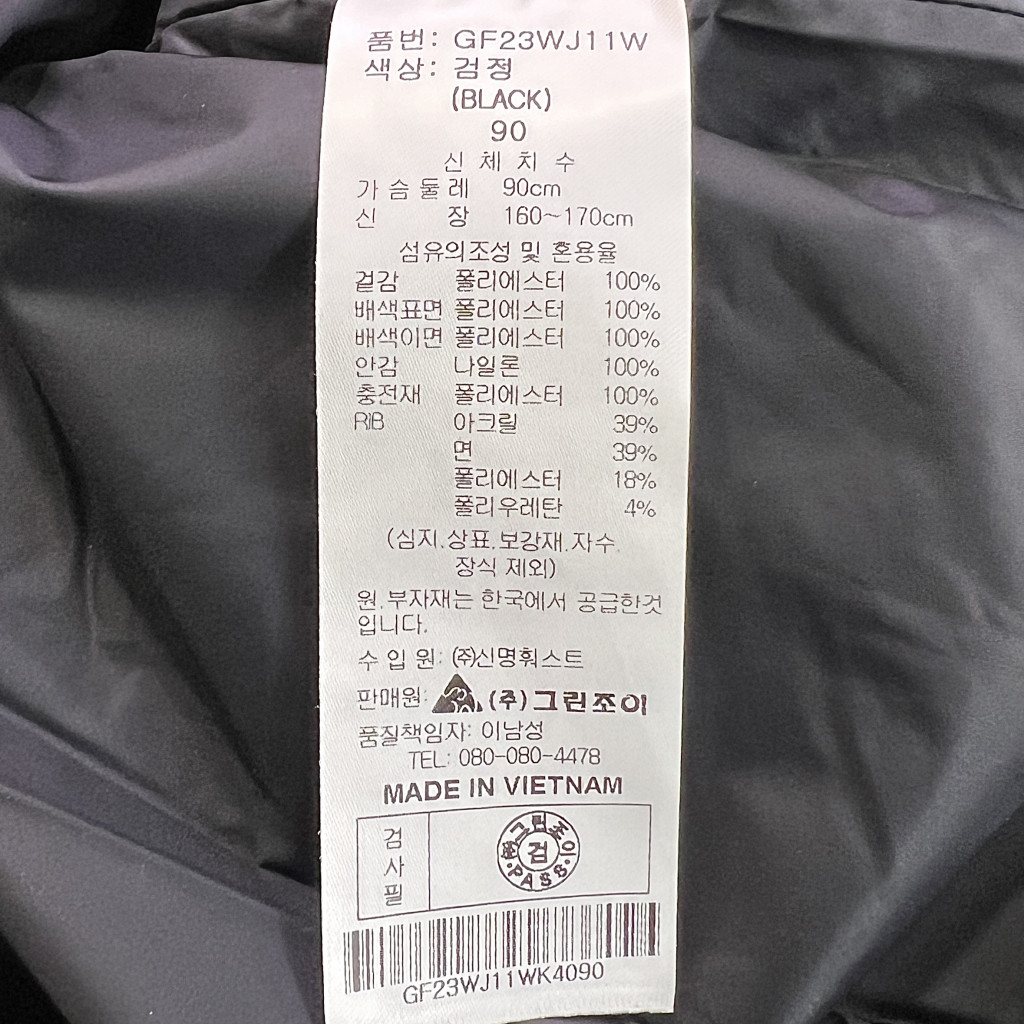 품번: GF23WJ11W
색상: 검정
(BLACK)
90
신 체 치 수
가슴둘레 90cm
신 장 160~170cm
섬유의조성 및 혼용율
겉감 폴리에스터 100%
배색표면 폴리에스터 100%
배색이면 폴리에스터 100%
안감 나일론 100%
충전재 폴리에스터 100%
RIB 아크릴 39%
면 39%
폴리에스터 18%
폴리우레탄 4%
(심지.상표.보강재.자수.
장식 제외)
원.부자재는 한국에서 공급한것
입니다.
수 입 원: ㈜신명훠스트
판매원: (주)그린조이
품질책임자: 이남성
TEL: 080-080-4478
MADE IN VIETNAM
검사필
㈜그린조이
검
PASS
GF23WJ11WK4090